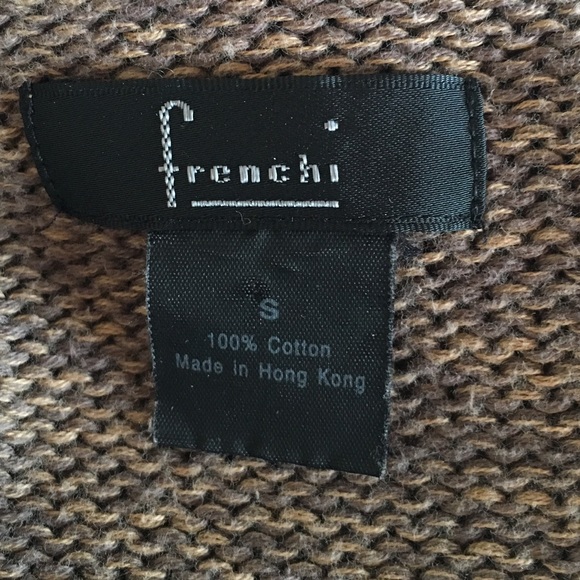 frenchi
S
100% Cotton
Made in Hong Kong